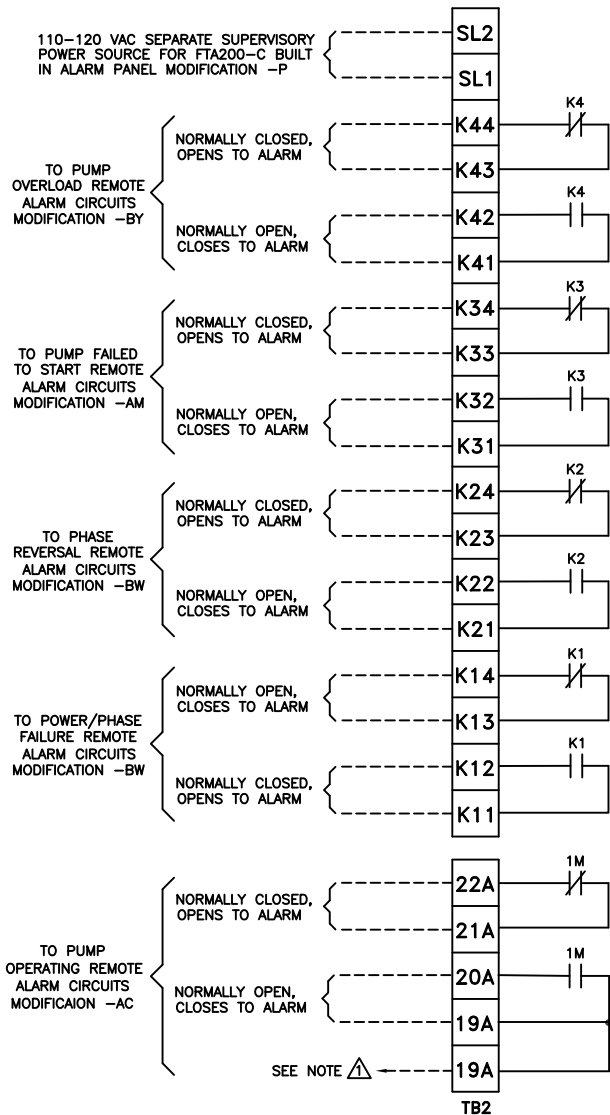 110-120 VAC SEPARATE SUPERVISORY
POWER SOURCE FOR FTA200-C BUILT
IN ALARM PANEL MODIFICATION -P
SL2
SL1
TO PUMP
OVERLOAD REMOTE
ALARM CIRCUITS
MODIFICATION -BY
NORMALLY CLOSED,
OPENS TO ALARM
K44
K4
K43
NORMALLY OPEN,
CLOSES TO ALARM
K42
K4
K41
TO PUMP FAILED
TO START REMOTE
ALARM CIRCUITS
MODIFICATION -AM
NORMALLY CLOSED,
OPENS TO ALARM
K34
K3
K33
NORMALLY OPEN,
CLOSES TO ALARM
K32
K3
K31
TO PHASE
REVERSAL REMOTE
ALARM CIRCUITS
MODIFICATION -BW
NORMALLY CLOSED,
OPENS TO ALARM
K24
K2
K23
NORMALLY OPEN,
CLOSES TO ALARM
K22
K2
K21
TO POWER/PHASE
FAILURE REMOTE
ALARM CIRCUITS
MODIFICATION -BW
NORMALLY OPEN,
CLOSES TO ALARM
K14
K1
K13
NORMALLY CLOSED,
OPENS TO ALARM
K12
K1
K11
TO PUMP
OPERATING REMOTE
ALARM CIRCUITS
MODIFICAION -AC
NORMALLY CLOSED,
OPENS TO ALARM
22A
1M
21A
NORMALLY OPEN,
CLOSES TO ALARM
20A
1M
19A
SEE NOTE 1
19A
TB2